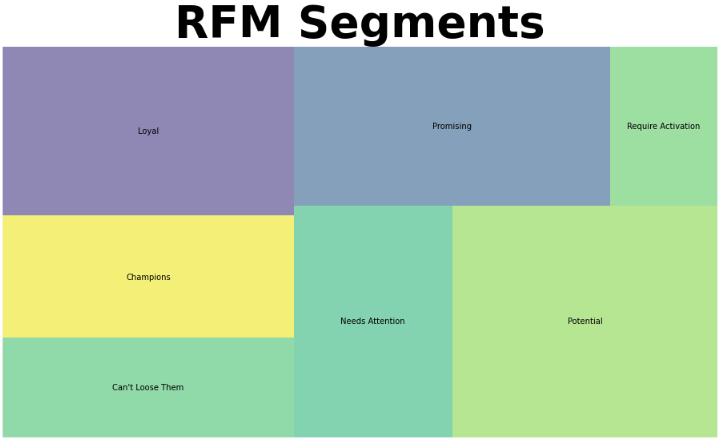 RFM Segments
Loyal
Promising
Require Activation
Champions
Needs Attention
Potential
Can't Loose Them